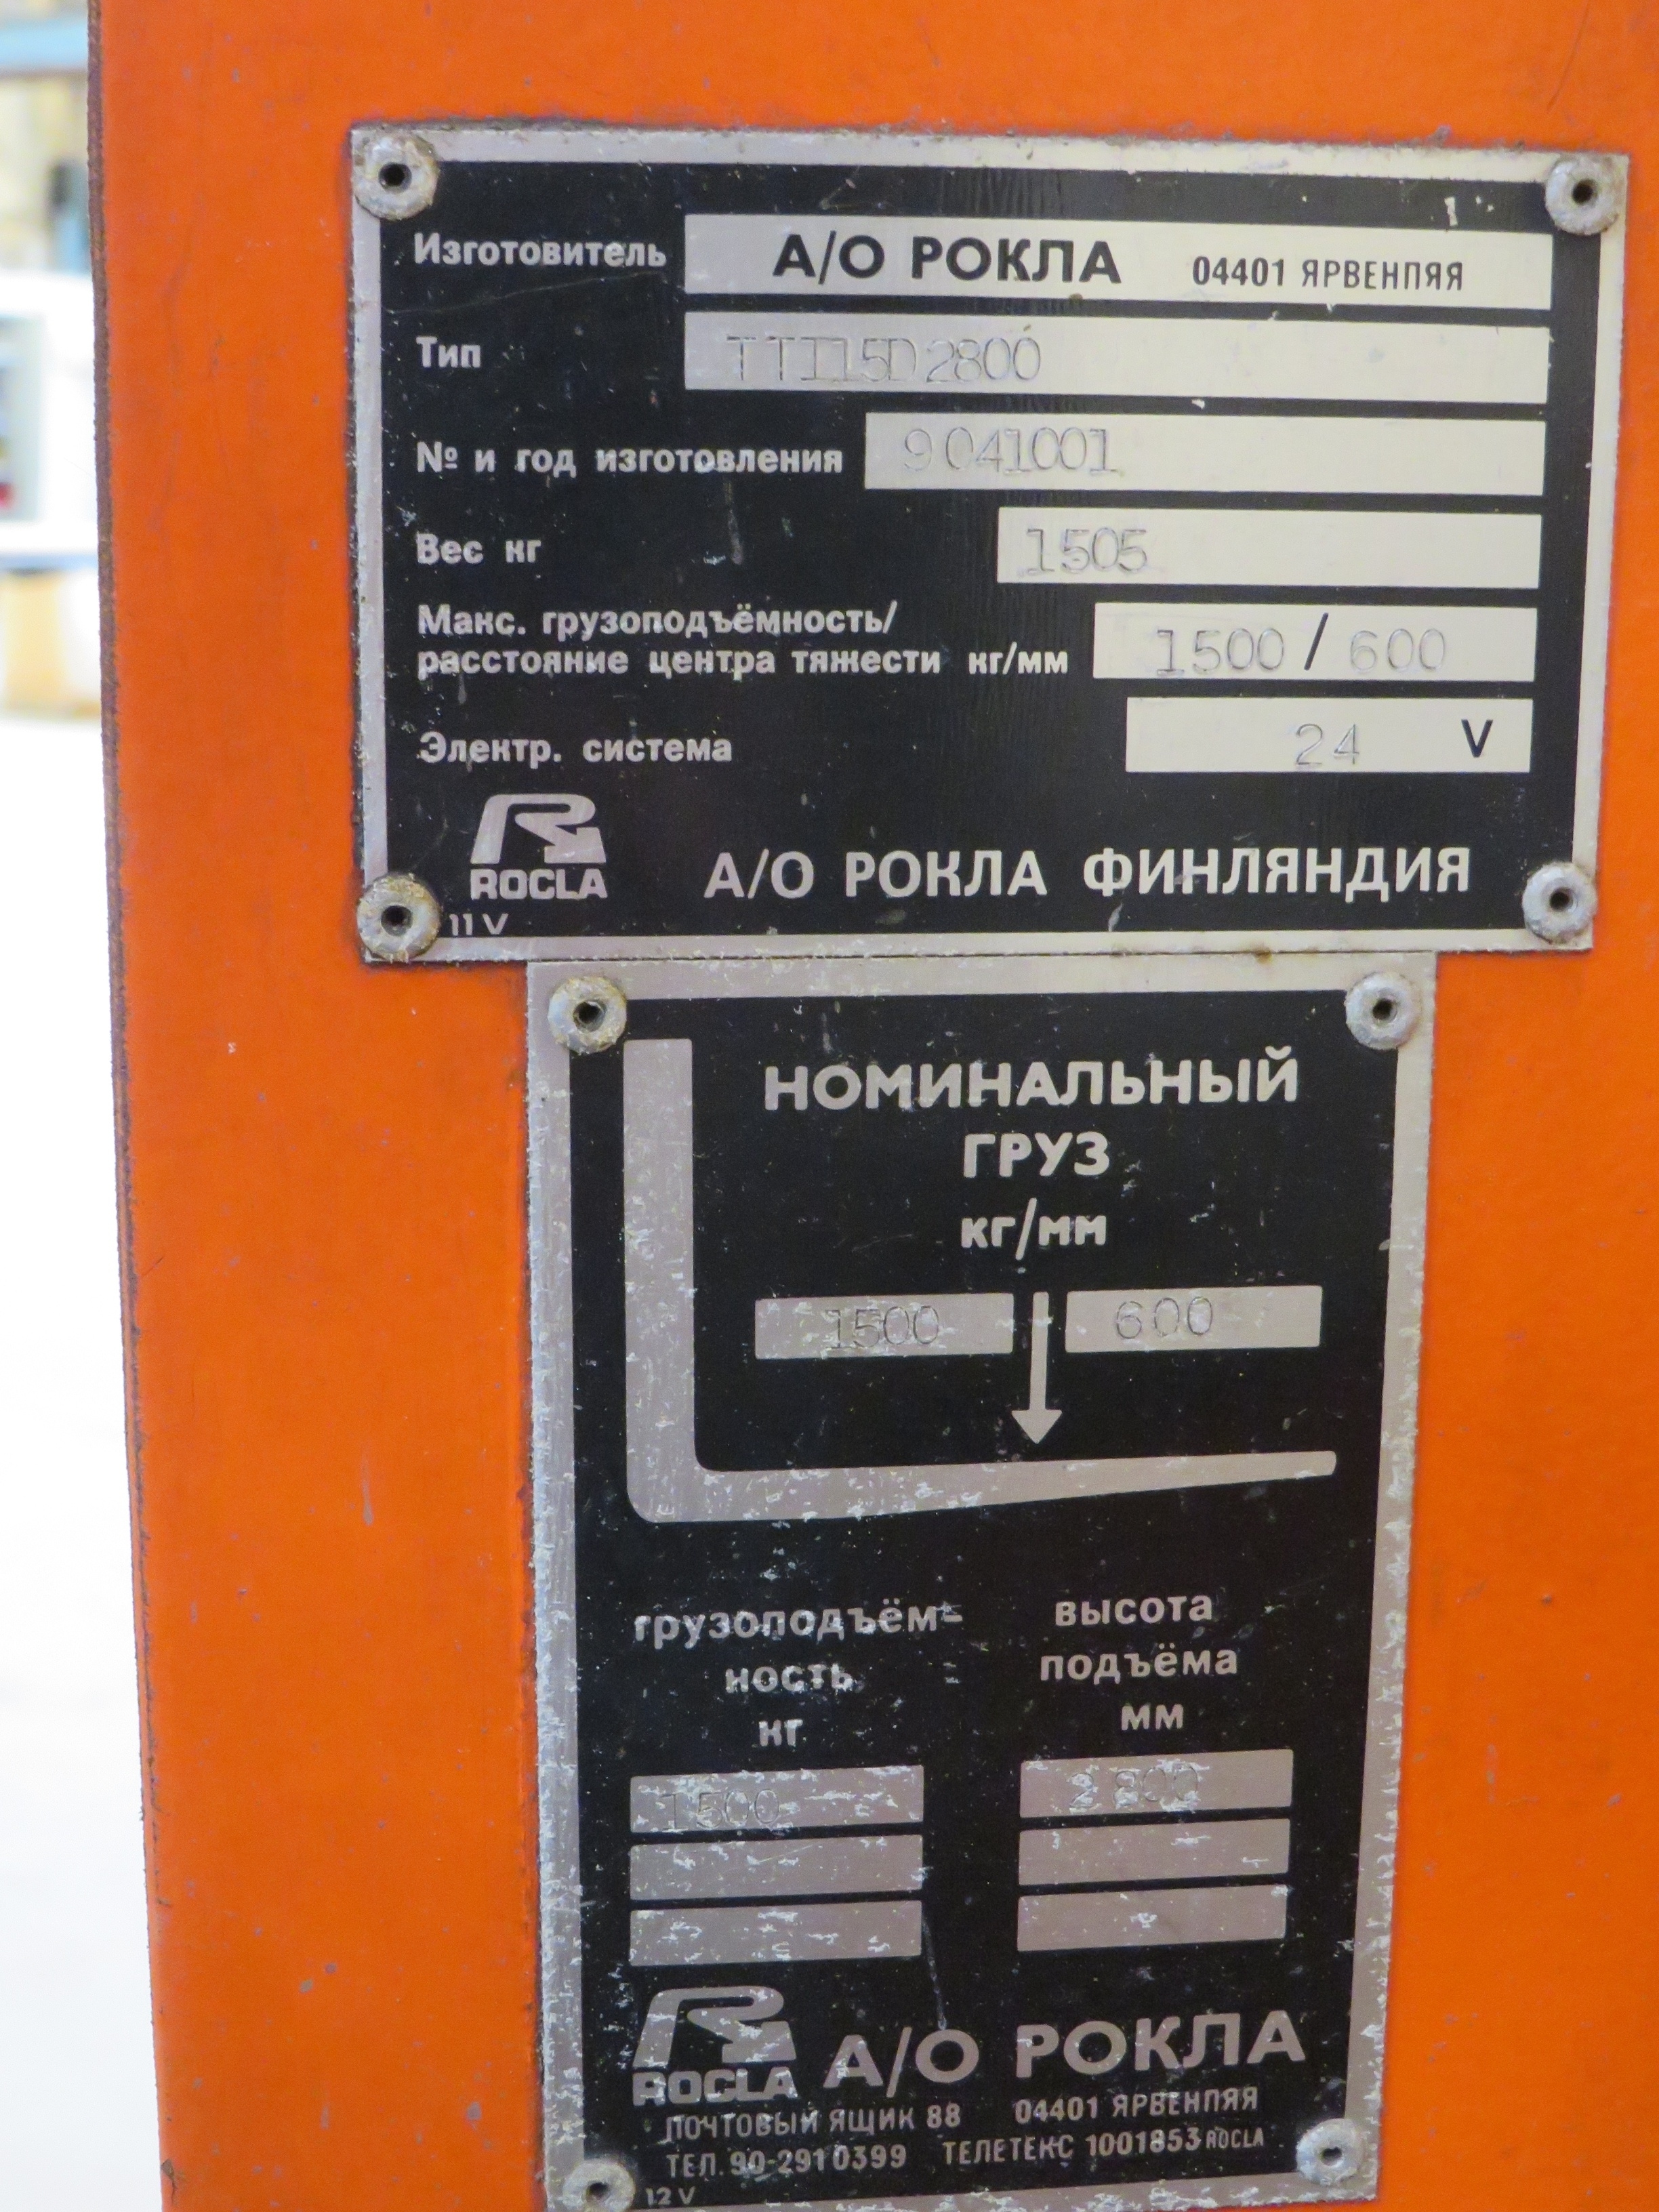 Изготовитель А/О РОКЛА 04401 ЯРВЕНПЯЯ
Тип TTI15D2800
№ и год изготовления 9041001
Вес кг 1505
Макс. грузоподъёмность/
расстояние центра тяжести кг/мм 1500 / 600
Электр. система 24 V
ROCLA
А/О РОКЛА ФИНЛЯНДИЯ
11 V
НОМИНАЛЬНЫЙ
ГРУЗ
кг/мм
1500 600
грузоподъём- высота
ность подъёма
кг мм
1500 2800
ROCLA А/О РОКЛА
ПОЧТОВЫЙ ЯЩИК 88 04401 ЯРВЕНПЯЯ
ТЕЛ. 90-2910399 ТЕЛЕТЕКС 1001853 ROCLA
12 V